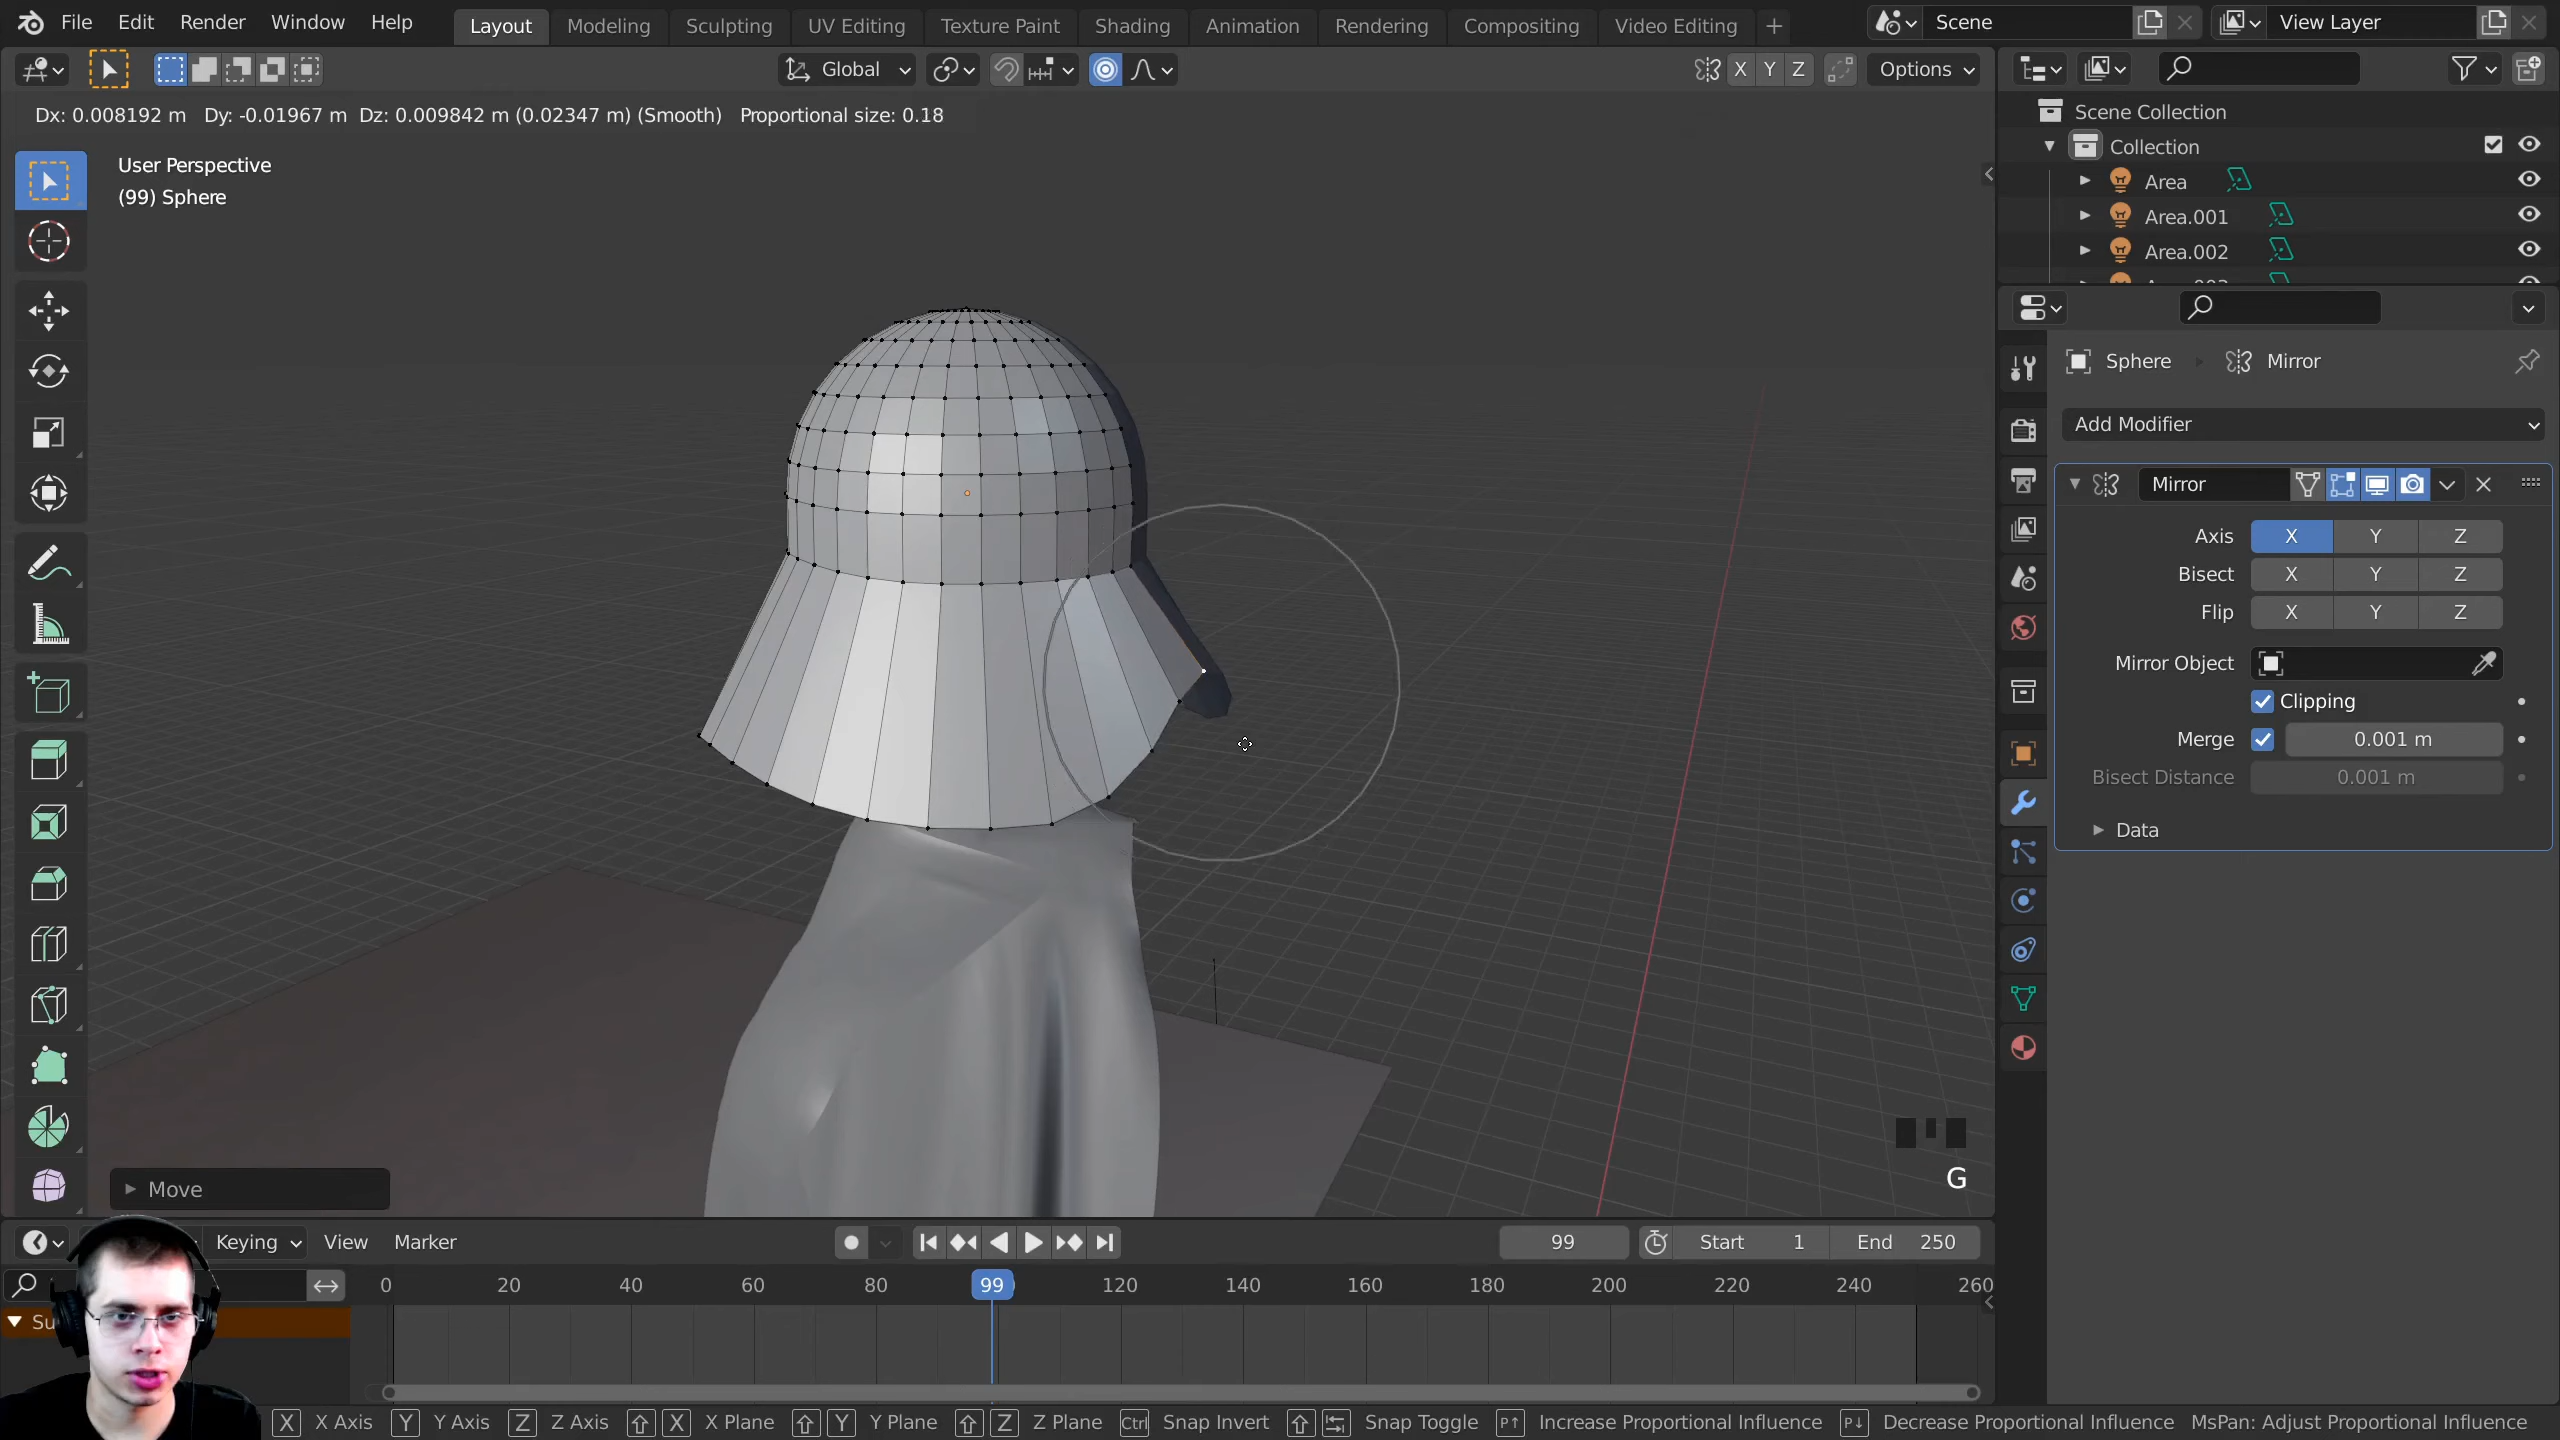 File Edit Render Window Help Layout Modeling Sculpting UV Editing Texture Paint Shading Animation Rendering Compositing Video Editing + Scene View Layer
Global X Y Z Options
Dx: 0.008192 m Dy: -0.01967 m Dz: 0.009842 m (0.02347 m) (Smooth) Proportional size: 0.18
User Perspective
(99) Sphere
Scene Collection
Collection
Area
Area.001
Area.002
Sphere Mirror
Add Modifier
Mirror
Axis X Y Z
Bisect X Y Z
Flip X Y Z
Mirror Object
Clipping
Merge 0.001 m
Bisect Distance 0.001 m
Data
G
Move
Keying View Marker 99 Start 1 End 250
0 20 40 60 80 99 120 140 160 180 200 220 240 260
Su
X X Axis Y Y Axis Z Z Axis X X Plane Y Y Plane Z Z Plane Ctrl Snap Invert Snap Toggle P↑ Increase Proportional Influence P↓ Decrease Proportional Influence MsPan: Adjust Proportional Influence